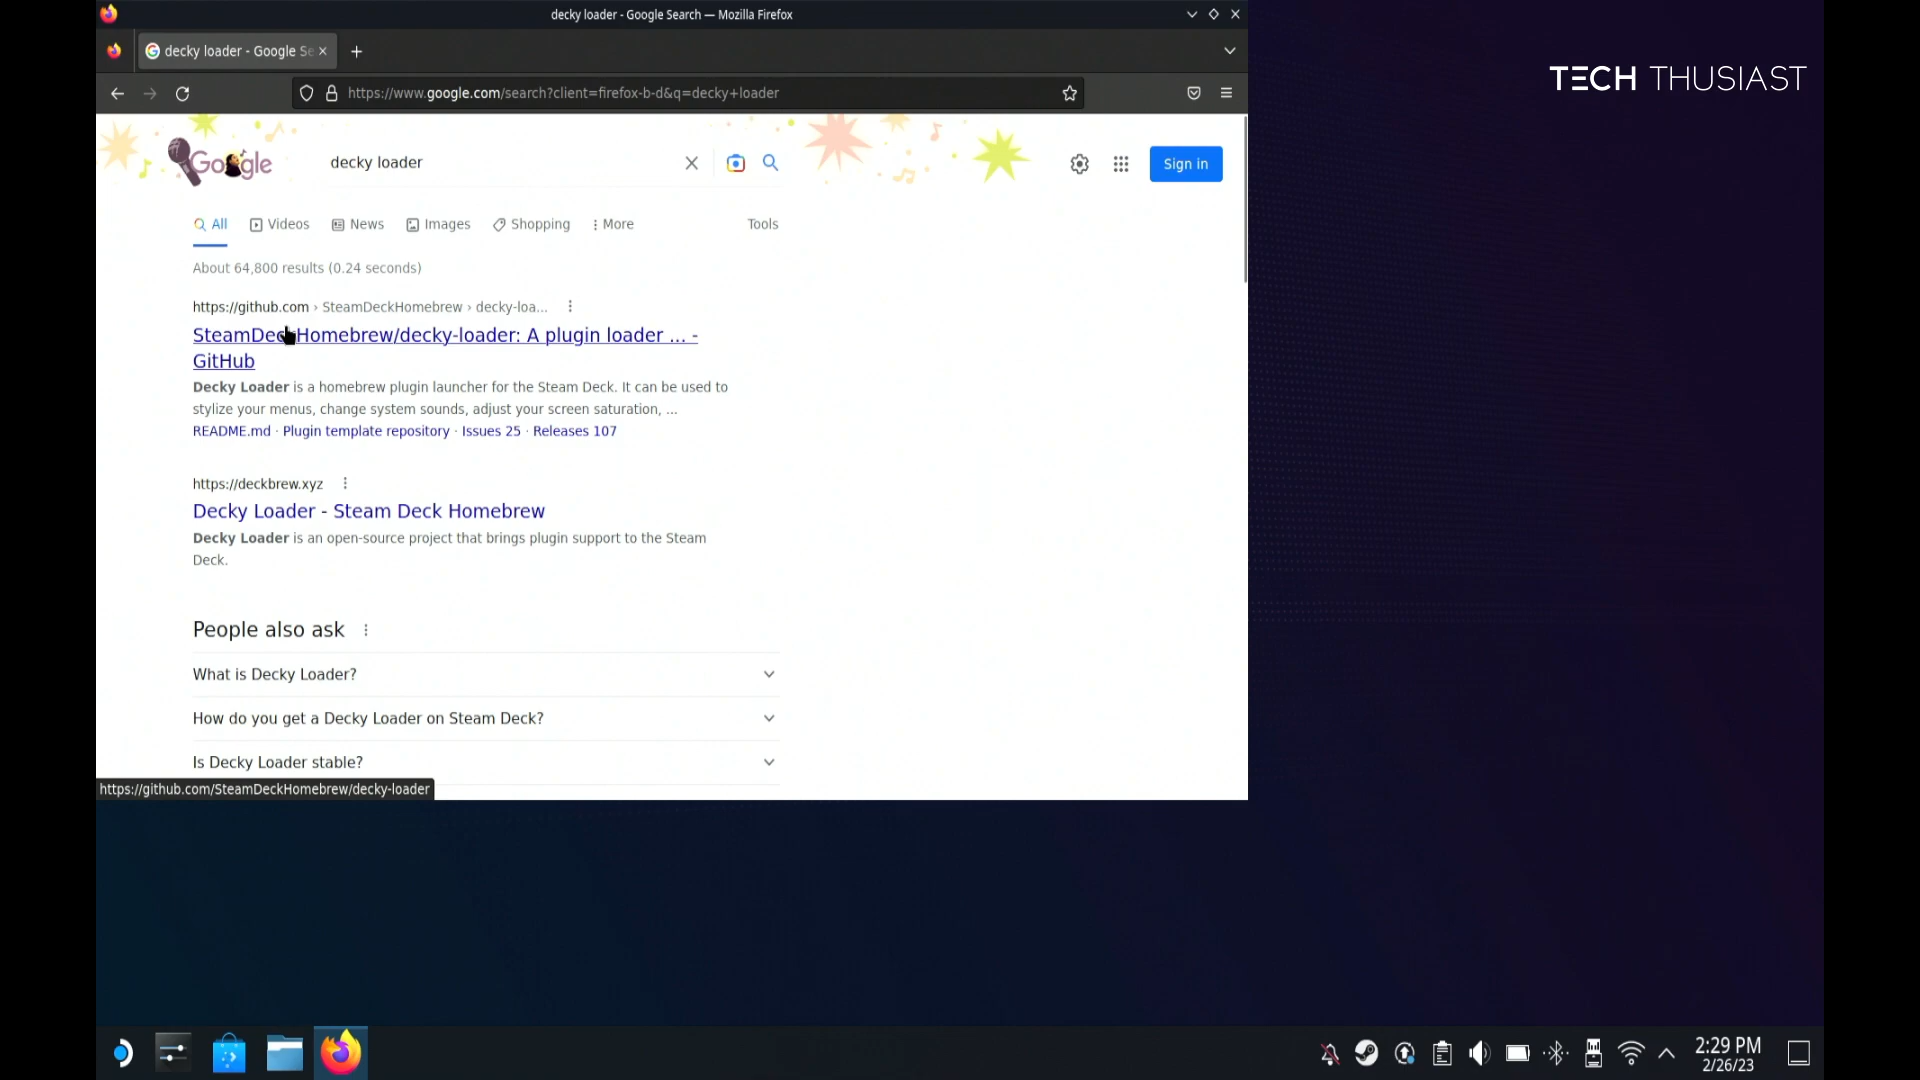 decky loader - Google Search — Mozilla Firefox
TECH THUSIAST
decky loader - Google Se
https://www.google.com/search?client=firefox-b-d&q=decky+loader
Google
decky loader
Sign in
All Videos News Images Shopping More Tools
About 64,800 results (0.24 seconds)
https://github.com › SteamDeckHomebrew › decky-loa...
SteamDeckHomebrew/decky-loader: A plugin loader ... -
GitHub
Decky Loader is a homebrew plugin launcher for the Steam Deck. It can be used to
stylize your menus, change system sounds, adjust your screen saturation, ...
README.md · Plugin template repository · Issues 25 · Releases 107
https://deckbrew.xyz
Decky Loader - Steam Deck Homebrew
Decky Loader is an open-source project that brings plugin support to the Steam
Deck.
People also ask
What is Decky Loader?
How do you get a Decky Loader on Steam Deck?
Is Decky Loader stable?
https://github.com/SteamDeckHomebrew/decky-loader
2:29 PM
2/26/23